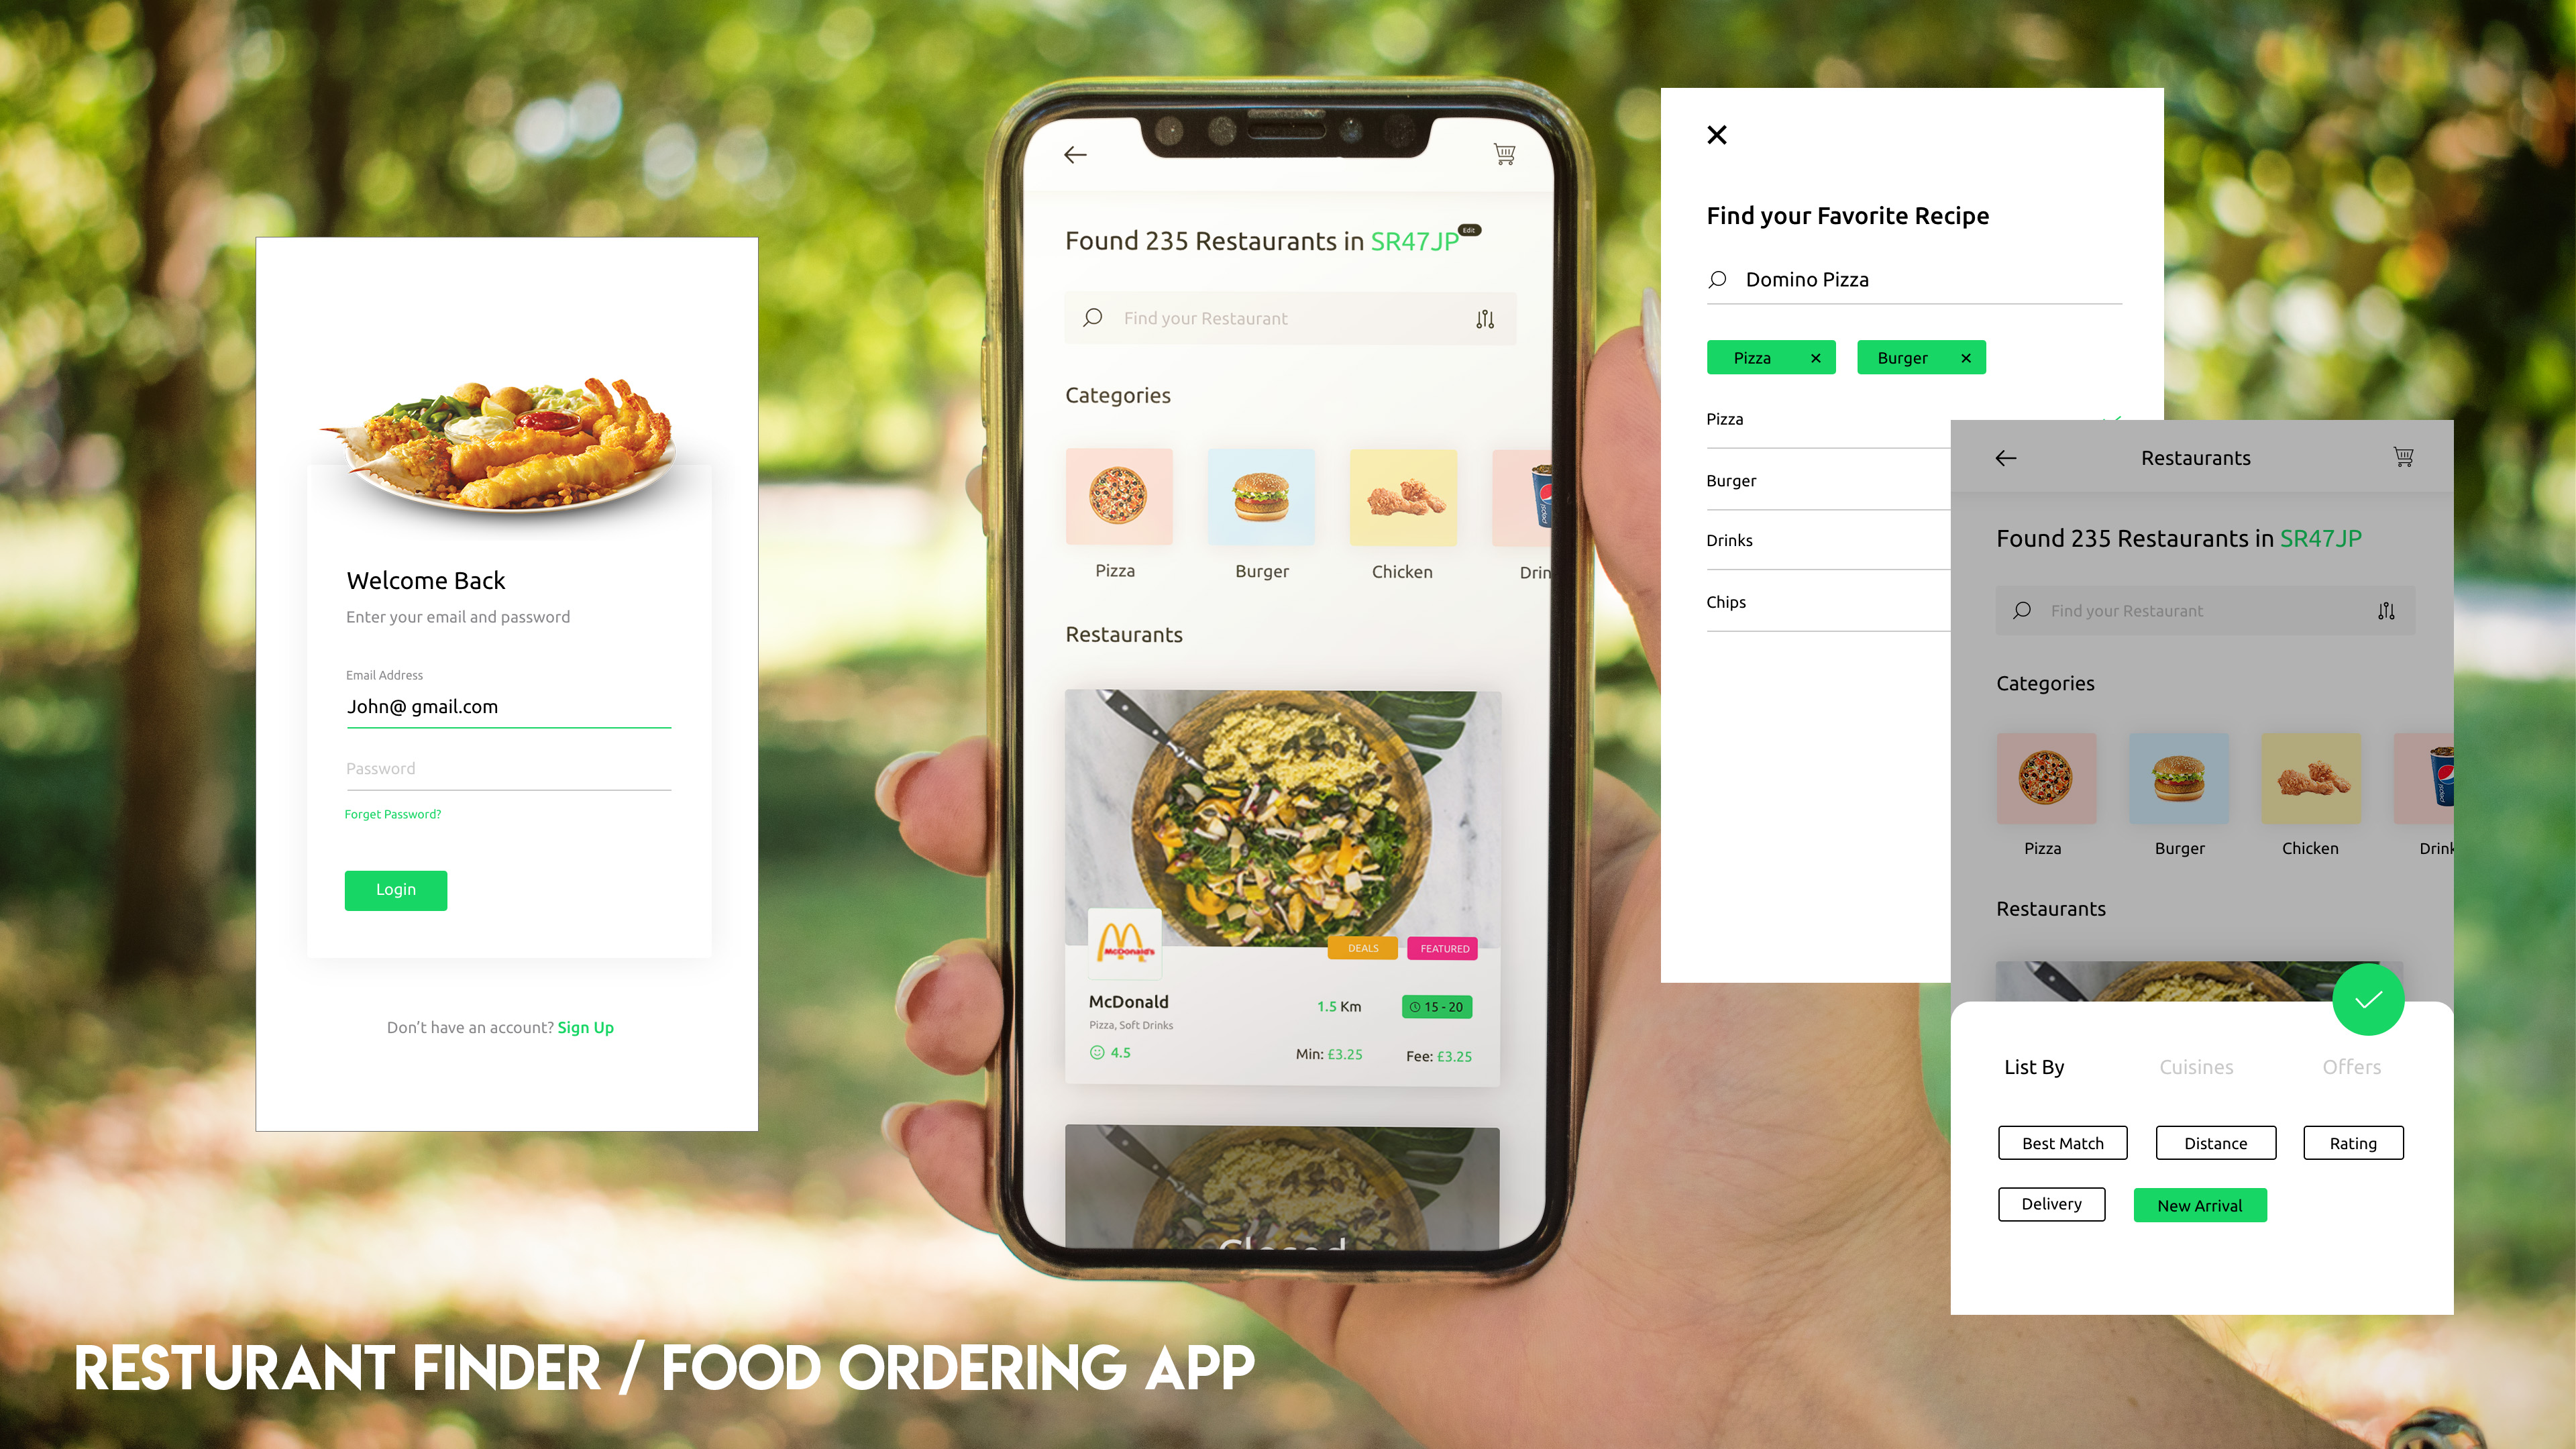 Welcome Back
Enter your email and password
Email Address
John@ gmail.com
Password
Forget Password?
Login
Don't have an account? Sign Up
Found 235 Restaurants in SR47JP
Edit
Find your Restaurant
Categories
Pizza Burger Chicken Drin
pepsi
Restaurants
McDonald's
DEALS FEATURED
McDonald 1.5 Km 15 - 20
Pizza, Soft Drinks
4.5 Min: £3.25 Fee: £3.25
Closed
Find your Favorite Recipe
Domino Pizza
Pizza Burger
Pizza
Burger
Drinks
Chips
Restaurants
Found 235 Restaurants in SR47JP
Find your Restaurant
Categories
pepsi
Pizza Burger Chicken Drink
Restaurants
List By Cuisines Offers
Best Match Distance Rating
Delivery New Arrival
RESTURANT FINDER / FOOD ORDERING APP